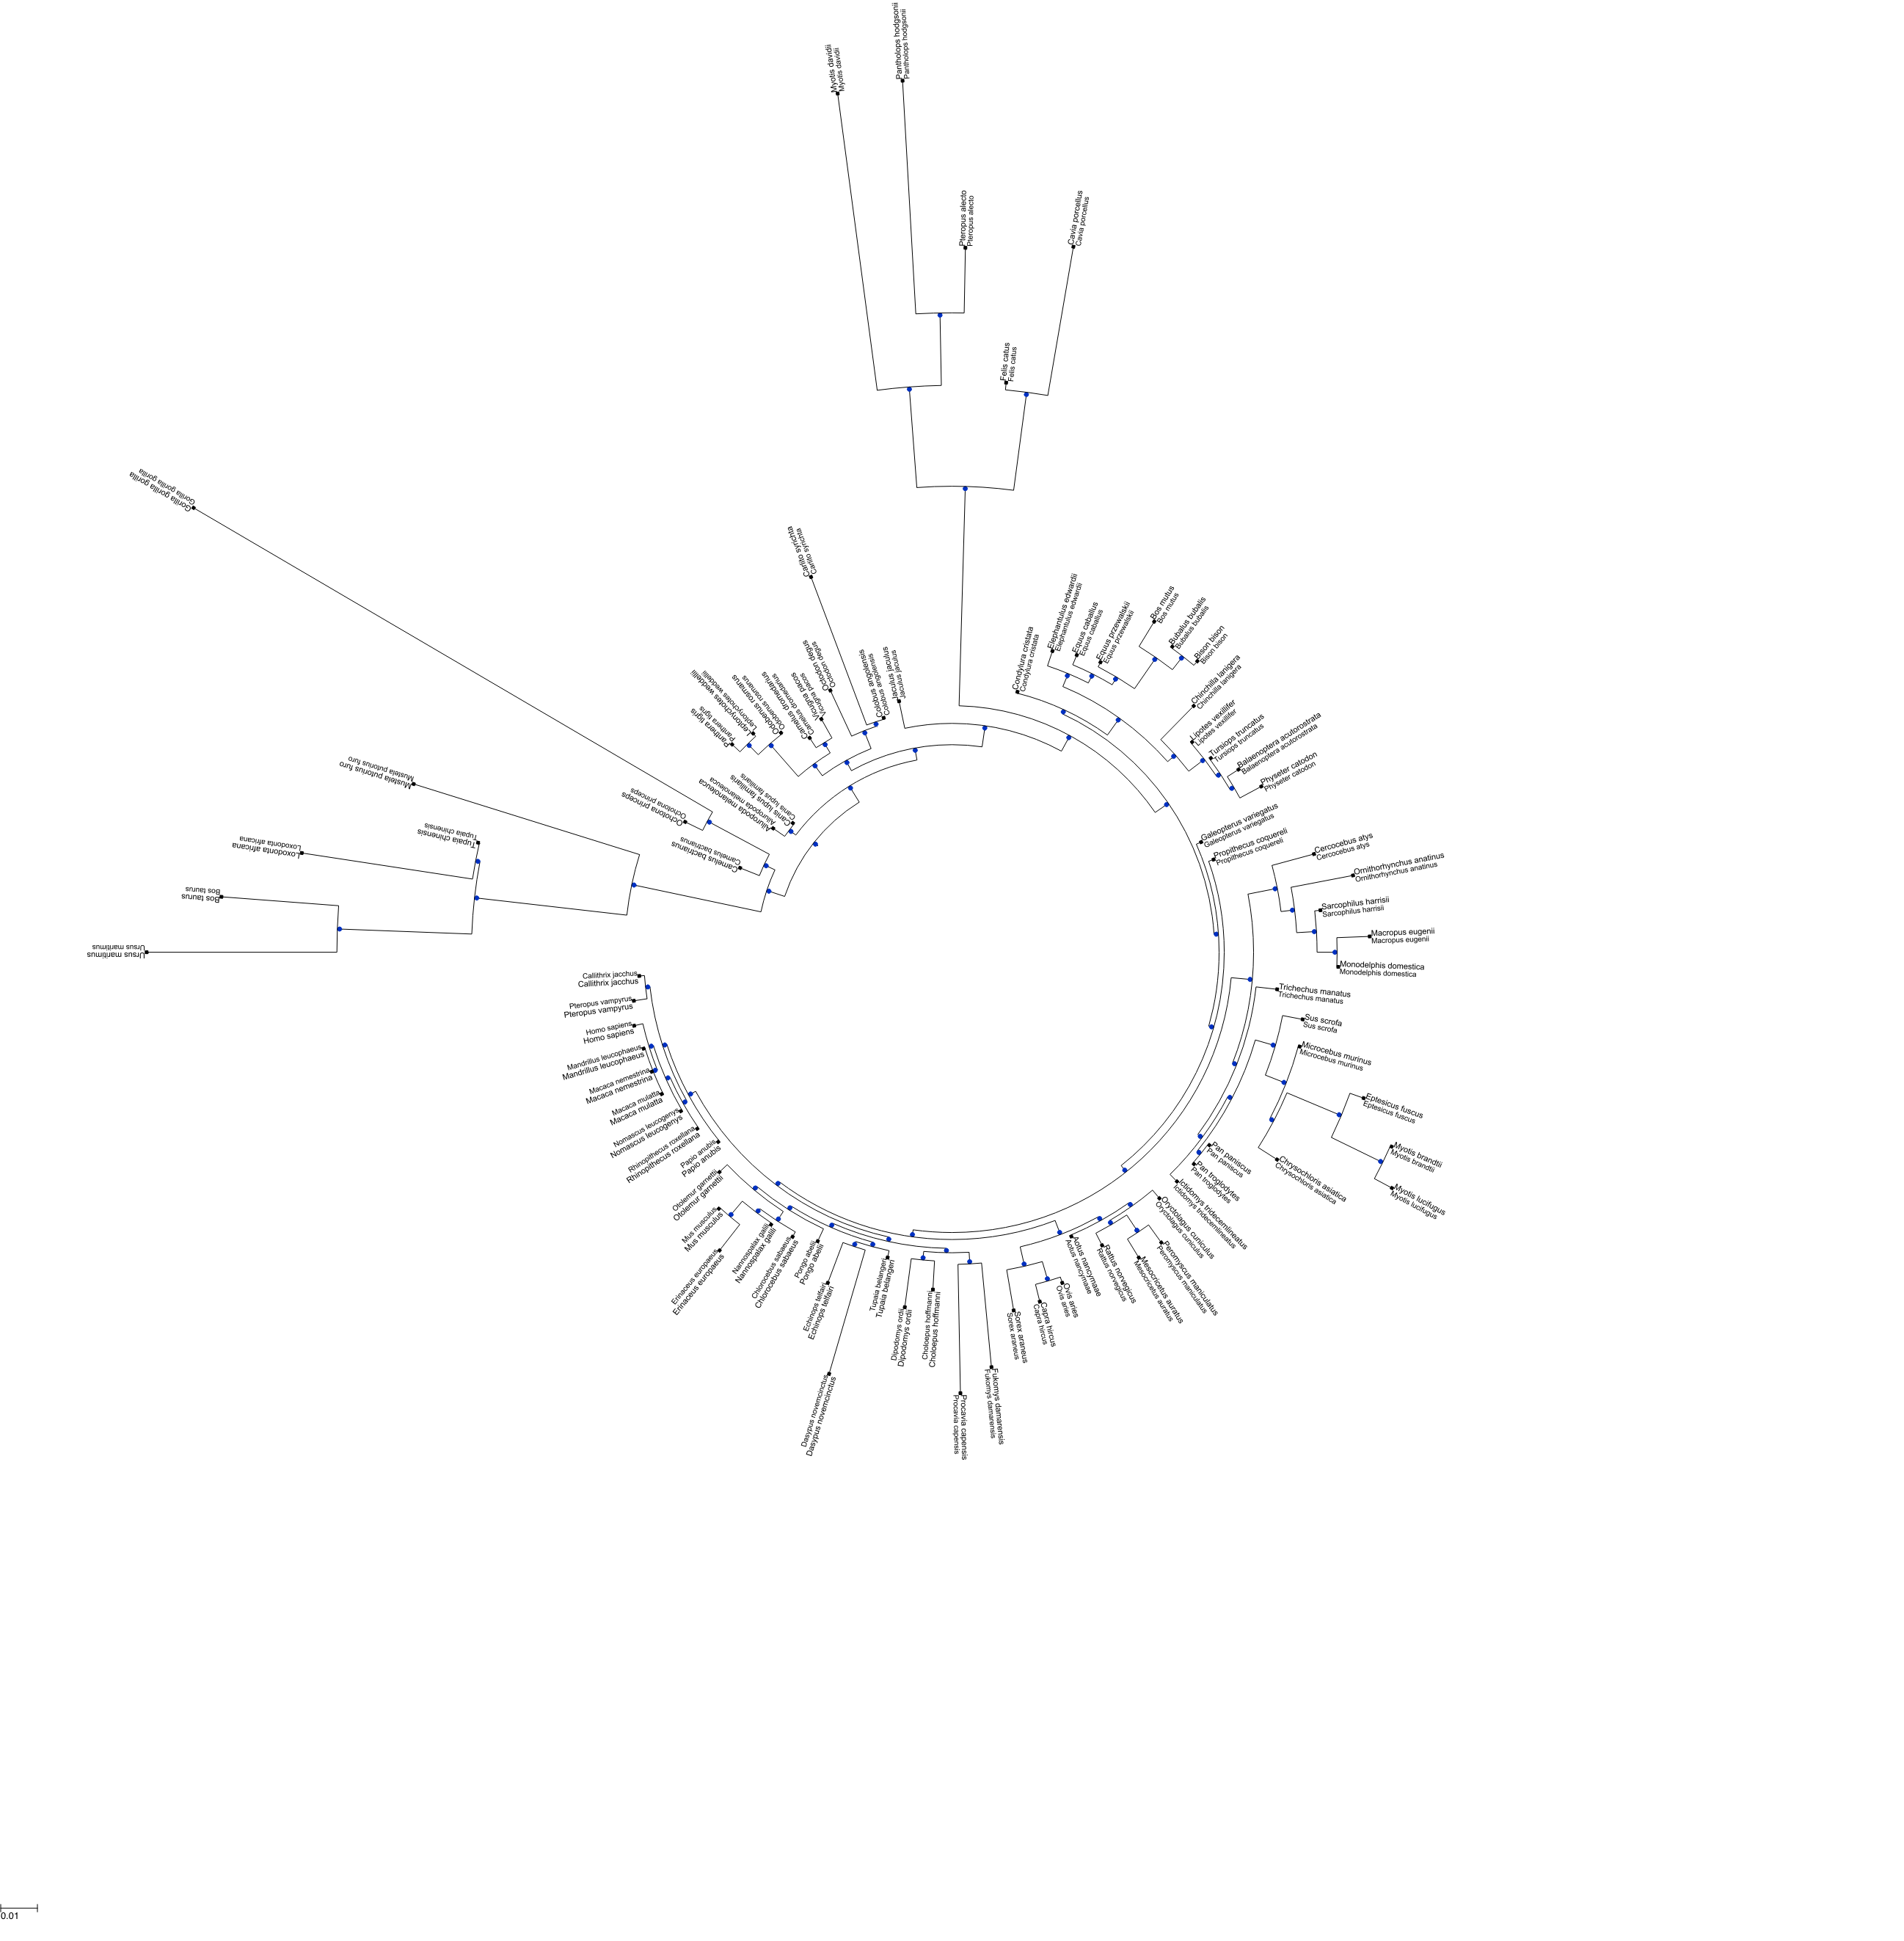 Pantholops hodgsonii
Pantholops hodgsonii
Myotis davidii
Myotis davidii
Pteropus alecto
Pteropus alecto
Cavia porcellus
Cavia porcellus
Felis catus
Felis catus
Condylura cristata
Condylura cristata
Elephantulus edwardii
Elephantulus edwardii
Equus caballus
Equus caballus
Equus przewalskii
Equus przewalskii
Bos mutus
Bos mutus
Bubalus bubalis
Bubalus bubalis
Bison bison
Bison bison
Chinchilla lanigera
Chinchilla lanigera
Lipotes vexillifer
Lipotes vexillifer
Tursiops truncatus
Tursiops truncatus
Balaenoptera acutorostrata
Balaenoptera acutorostrata
Physeter catodon
Physeter catodon
Galeopterus variegatus
Galeopterus variegatus
Propithecus coquereli
Propithecus coquereli
Cercocebus atys
Cercocebus atys
Ornithorhynchus anatinus
Ornithorhynchus anatinus
Sarcophilus harrisii
Sarcophilus harrisii
Macropus eugenii
Macropus eugenii
Monodelphis domestica
Monodelphis domestica
Trichechus manatus
Trichechus manatus
Sus scrofa
Sus scrofa
Microcebus murinus
Microcebus murinus
Eptesicus fuscus
Eptesicus fuscus
Myotis brandtii
Myotis brandtii
Myotis lucifugus
Myotis lucifugus
Chrysochloris asiatica
Chrysochloris asiatica
Pan paniscus
Pan paniscus
Pan troglodytes
Pan troglodytes
Ictidomys tridecemlineatus
Ictidomys tridecemlineatus
Oryctolagus cuniculus
Oryctolagus cuniculus
Peromyscus maniculatus
Peromyscus maniculatus
Mesocricetus auratus
Mesocricetus auratus
Rattus norvegicus
Rattus norvegicus
Aotus nancymaae
Aotus nancymaae
Ovis aries
Ovis aries
Capra hircus
Capra hircus
Sorex araneus
Sorex araneus
Fukomys damarensis
Fukomys damarensis
Procavia capensis
Procavia capensis
Choloepus hoffmanni
Choloepus hoffmanni
Dipodomys ordii
Dipodomys ordii
Tupaia belangeri
Tupaia belangeri
Dasypus novemcinctus
Dasypus novemcinctus
Echinops telfairi
Echinops telfairi
Pongo abelii
Pongo abelii
Chlorocebus sabaeus
Chlorocebus sabaeus
Nannospalax galili
Nannospalax galili
Erinaceus europaeus
Erinaceus europaeus
Mus musculus
Mus musculus
Otolemur garnettii
Otolemur garnettii
Papio anubis
Papio anubis
Rhinopithecus roxellana
Rhinopithecus roxellana
Nomascus leucogenys
Nomascus leucogenys
Macaca mulatta
Macaca mulatta
Macaca nemestrina
Macaca nemestrina
Mandrillus leucophaeus
Mandrillus leucophaeus
Homo sapiens
Homo sapiens
Pteropus vampyrus
Pteropus vampyrus
Callithrix jacchus
Callithrix jacchus
Ursus maritimus
Ursus maritimus
Bos taurus
Bos taurus
Loxodonta africana
Loxodonta africana
Tupaia chinensis
Tupaia chinensis
Mustela putorius furo
Mustela putorius furo
Camelus bactrianus
Camelus bactrianus
Ochotona princeps
Ochotona princeps
Gorilla gorilla gorilla
Gorilla gorilla gorilla
Ailuropoda melanoleuca
Ailuropoda melanoleuca
Canis lupus familiaris
Canis lupus familiaris
Panthera tigris
Panthera tigris
Leptonychotes weddellii
Leptonychotes weddellii
Odobenus rosmarus
Odobenus rosmarus
Camelus dromedarius
Camelus dromedarius
Vicugna pacos
Vicugna pacos
Octodon degus
Octodon degus
Carlito syrichta
Carlito syrichta
Colobus angolensis
Colobus angolensis
Jaculus jaculus
Jaculus jaculus
0.01